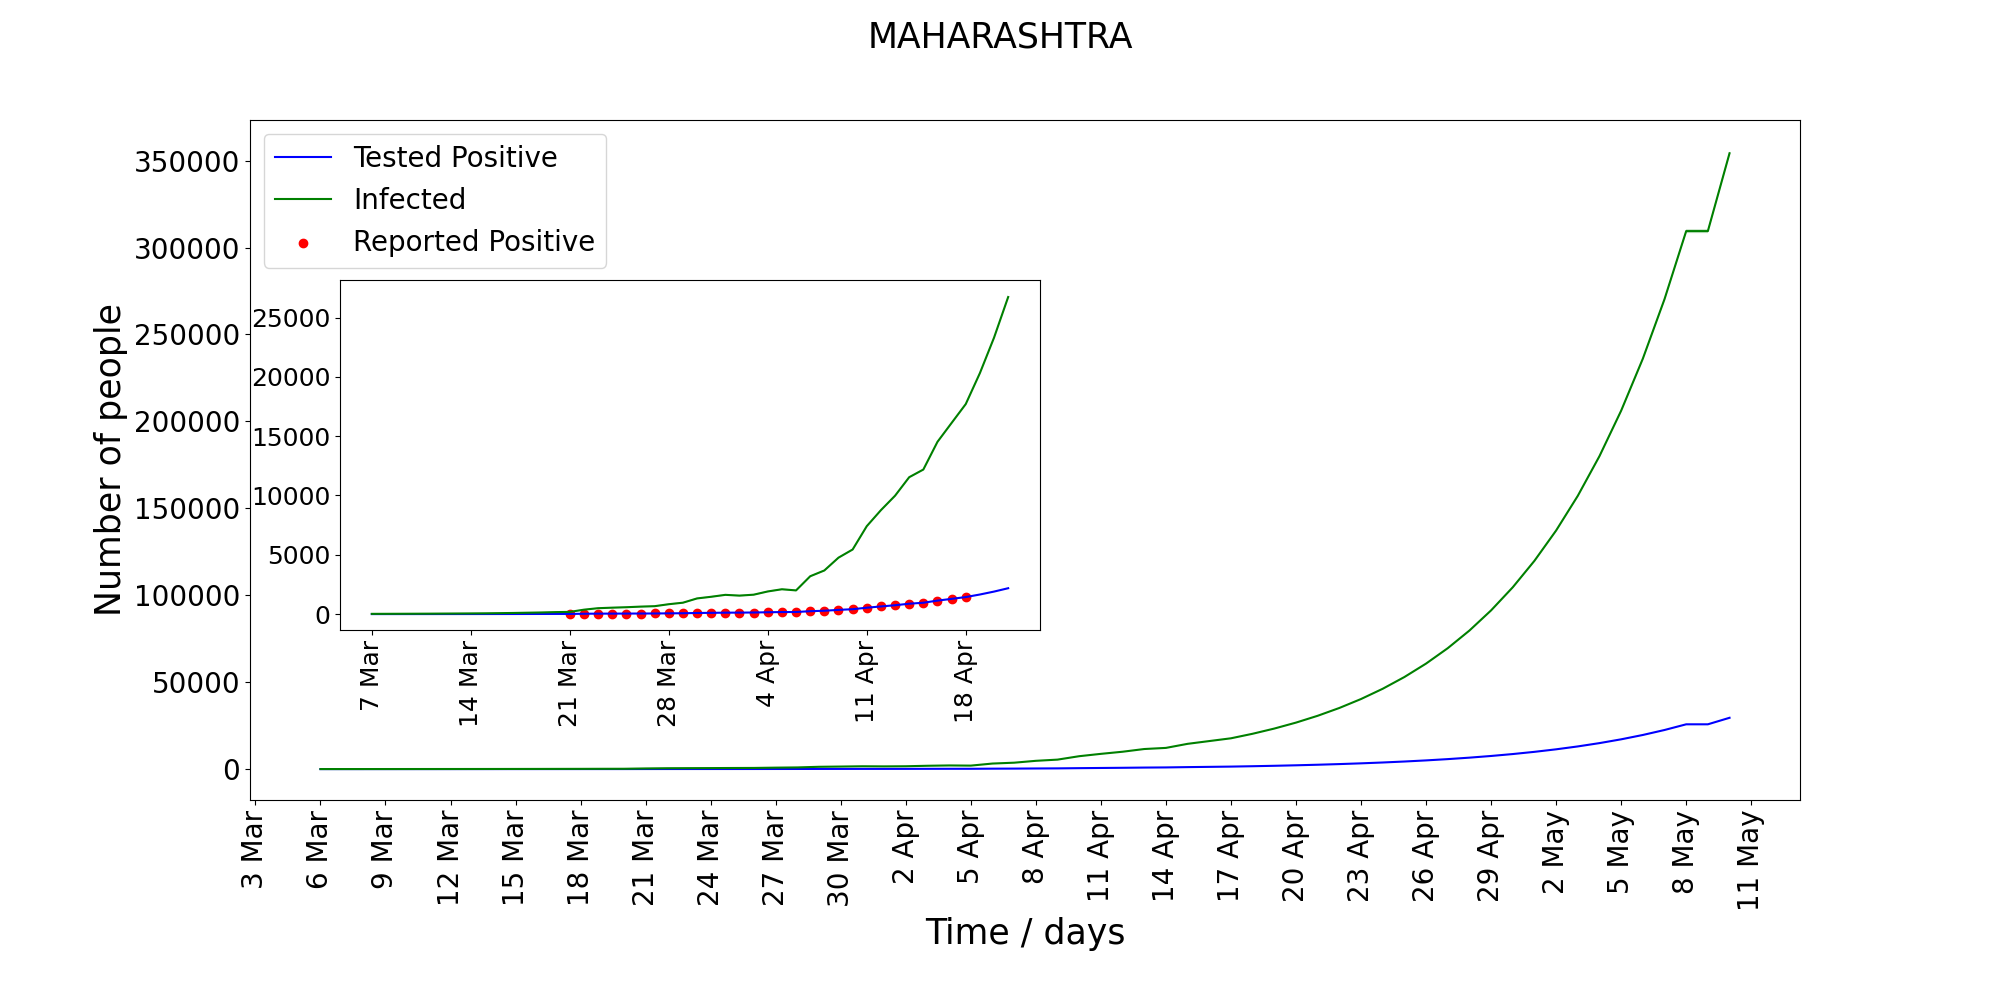 MAHARASHTRA
Tested Positive
Infected
Reported Positive
350000
300000
250000
200000
150000
100000
50000
0
Number of people
25000
20000
15000
10000
5000
0
7 Mar
14 Mar
21 Mar
28 Mar
4 Apr
11 Apr
18 Apr
3 Mar
6 Mar
9 Mar
12 Mar
15 Mar
18 Mar
21 Mar
24 Mar
27 Mar
30 Mar
2 Apr
5 Apr
8 Apr
11 Apr
14 Apr
17 Apr
20 Apr
23 Apr
26 Apr
29 Apr
2 May
5 May
8 May
11 May
Time / days